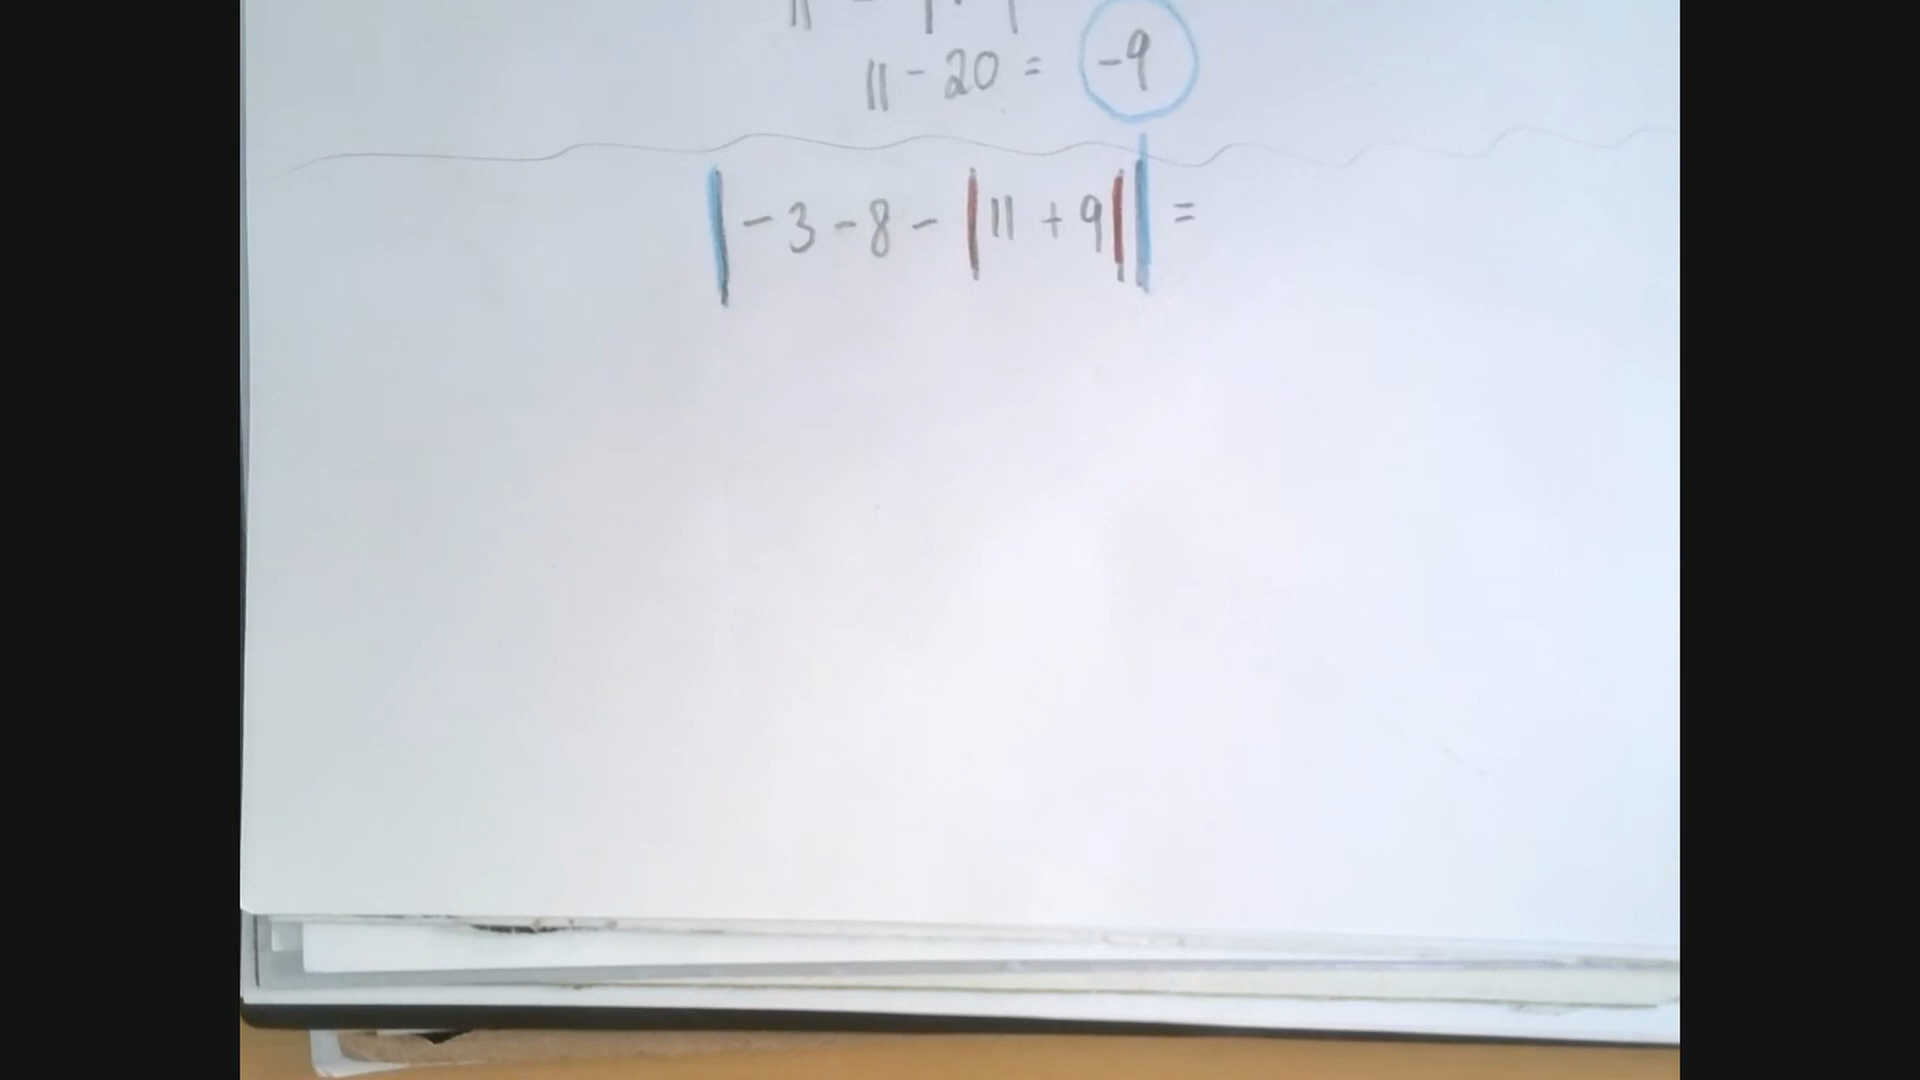 11 - 20 = -9
|-3-8-|11+9|| =